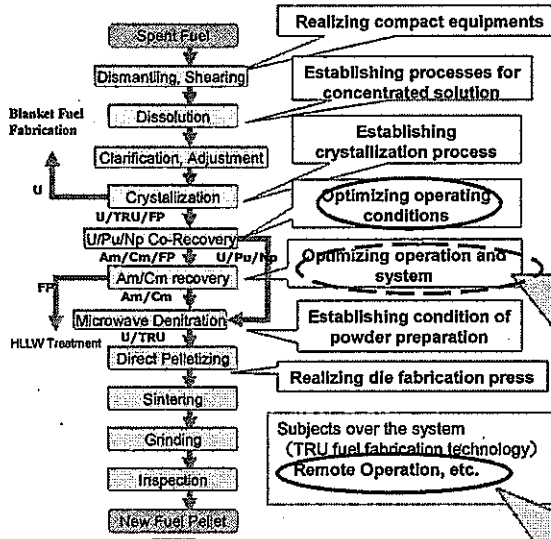 Spent Fuel
Realizing compact equipments
Dismantling, Shearing
Establishing processes for
concentrated solution
Blanket Fuel
Fabrication
Dissolution
Establishing
crystallization process
Clarification, Adjustment
U
Crystallization
Optimizing operating
conditions
U/TRU/FP
U/Pu/Np Co-Recovery
Am/Cm/FP
U/Pu/Np
Optimizing operation and
system
Am/Cm recovery
FP
Am/Cm
Establishing condition of
powder preparation
Microwave Denitration
HLLW Treatment
U/TRU
Direct Pelletizing
Realizing die fabrication press
Sintering
Grinding
Subjects over the system
(TRU fuel fabrication technology)
Remote Operation, etc.
Inspection
New Fuel Pellet